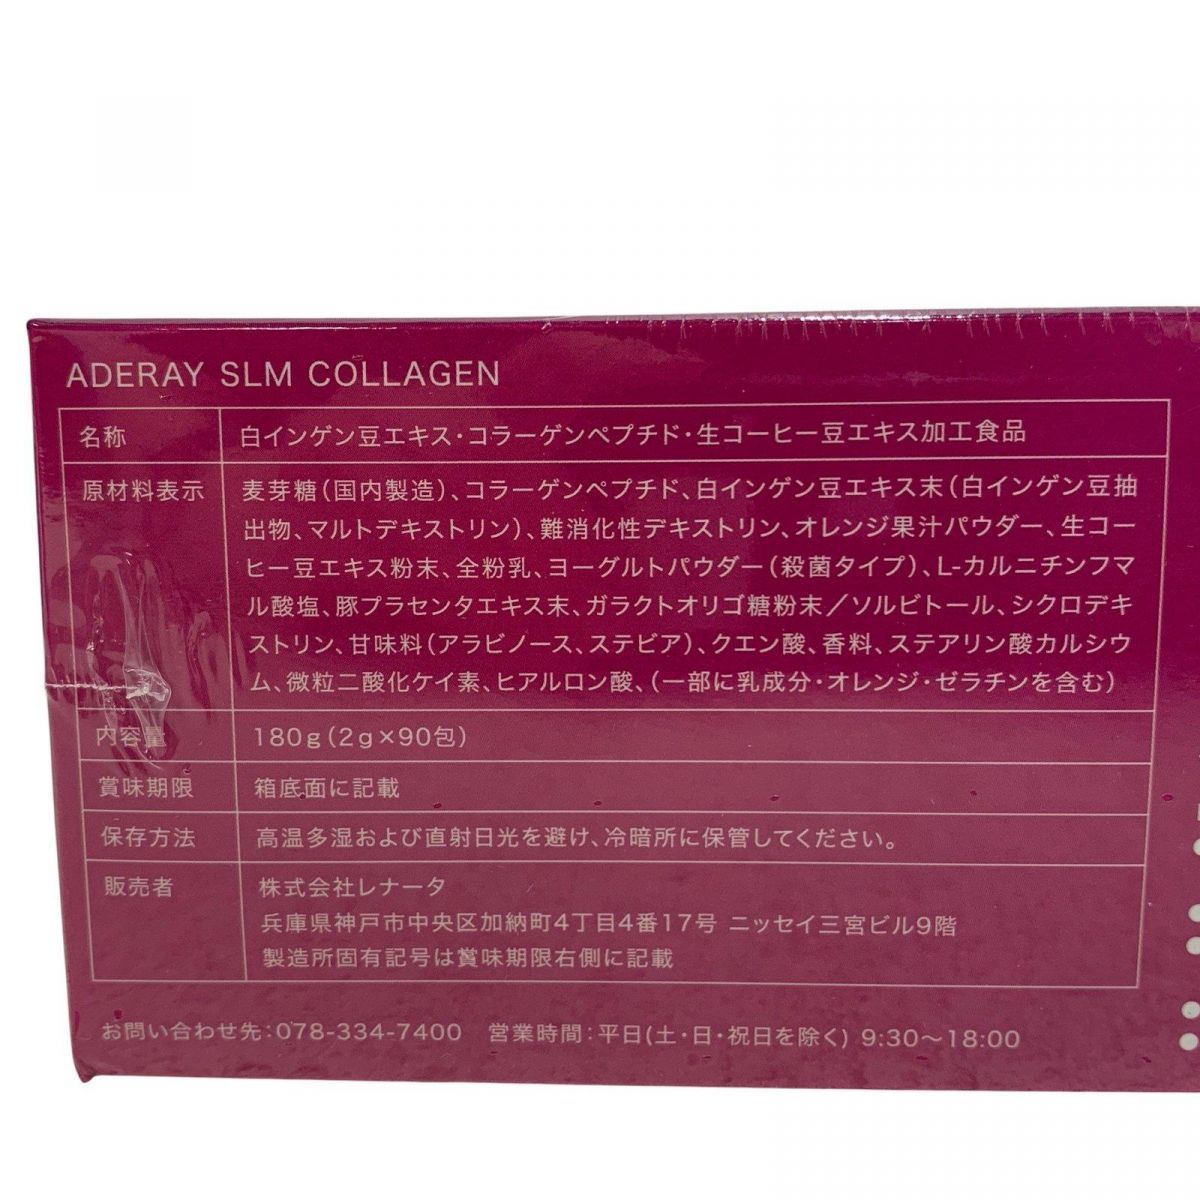 ADERAY SLM COLLAGEN
名称 白インゲン豆エキス・コラーゲンペプチド・生コーヒー豆エキス加工食品
原材料表示 麦芽糖(国内製造)、コラーゲンペプチド、白インゲン豆エキス末(白インゲン豆抽
出物、マルトデキストリン)、難消化性デキストリン、オレンジ果汁パウダー、生コー
ヒー豆エキス粉末、全粉乳、ヨーグルトパウダー(殺菌タイプ)、L-カルニチンフマ
ル酸塩、豚プラセンタエキス末、ガラクトオリゴ糖粉末/ソルビトール、シクロデキ
ストリン、甘味料(アラビノース、ステビア)、クエン酸、香料、ステアリン酸カルシウ
ム、微粒二酸化ケイ素、ヒアルロン酸、(一部に乳成分・オレンジ・ゼラチンを含む)
内容量 180g(2g×90包)
賞味期限 箱底面に記載
保存方法 高温多湿および直射日光を避け、冷暗所に保管してください。
販売者 株式会社レナータ
兵庫県神戸市中央区加納町4丁目4番17号 ニッセイ三宮ビル9階
製造所固有記号は賞味期限右側に記載
お問い合わせ先:078-334-7400 営業時間:平日(土・日・祝日を除く) 9:30〜18:00